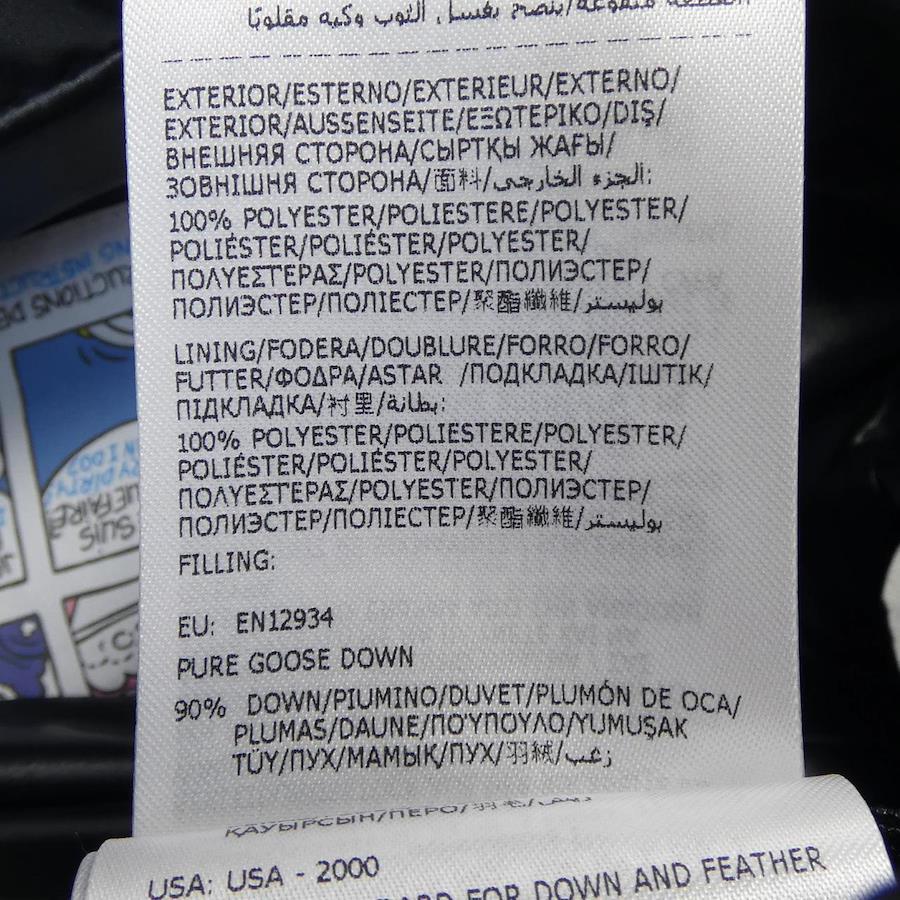 EXTERIOR/ESTERNO/EXTERIEUR/EXTERNO/
EXTERIOR/AUSSENSEITE/ΕΞΩΤΕΡΙΚΟ/DIŞ/
ВНЕШНЯЯ СТОРОНА/СЫРТҚЫ ЖАҒЫ/
ЗОВНІШНЯ СТОРОНА/面料/الجزء الخارجي:
100% POLYESTER/POLIESTERE/POLYESTER/
POLIÉSTER/POLIÉSTER/POLYESTER/
ΠΟΛΥΕΣΤΕΡΑΣ/POLYESTER/ПОЛИЭСТЕР/
ПОЛИЭСТЕР/ПОЛІЕСТЕР/聚酯纖維/بوليستر
LINING/FODERA/DOUBLURE/FORRO/FORRO/
FUTTER/ΦΟΔΡΑ/ASTAR /ПОДКЛАДКА/ІШТІК/
ПІДКЛАДКА/衬里/بطانة:
100% POLYESTER/POLIESTERE/POLYESTER/
POLIÉSTER/POLIÉSTER/POLYESTER/
ΠΟΛΥΕΣΤΕΡΑΣ/POLYESTER/ПОЛИЭСТЕР/
ПОЛИЭСТЕР/ПОЛІЕСТЕР/聚酯纖維/بوليستر
FILLING:
EU: EN12934
PURE GOOSE DOWN
90% DOWN/PIUMINO/DUVET/PLUMÓN DE OCA/
PLUMAS/DAUNE/ΠΟΥΠΟΥΛΟ/YUMUŞAK
TÜY/ПУХ/МАМЫҚ/ПУХ/羽絨/زغب
ҚАУЫРСЫН/ПЕРО/
USA: USA - 2000
FOR DOWN AND FEATHER